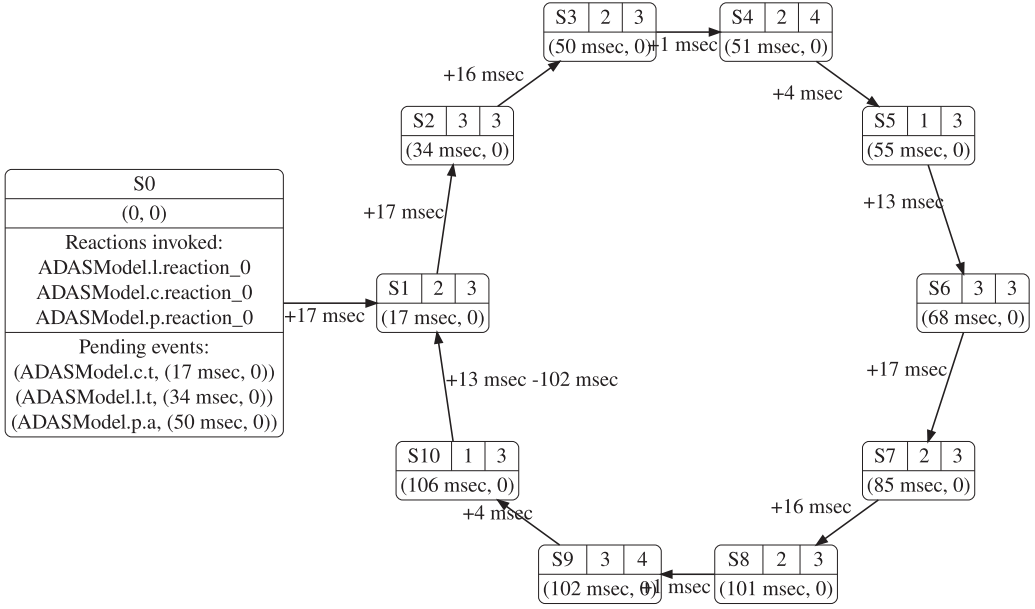 S3 2 3
(50 msec, 0)
+1 msec
S4 2 4
(51 msec, 0)
+16 msec
+4 msec
S2 3 3
(34 msec, 0)
S5 1 3
(55 msec, 0)
S0
(0, 0)
Reactions invoked:
ADASModel.l.reaction_0
ADASModel.c.reaction_0
ADASModel.p.reaction_0
Pending events:
(ADASModel.c.t, (17 msec, 0))
(ADASModel.l.t, (34 msec, 0))
(ADASModel.p.a, (50 msec, 0))
+17 msec
+13 msec
+17 msec
S1 2 3
(17 msec, 0)
S6 3 3
(68 msec, 0)
+13 msec -102 msec
+17 msec
S10 1 3
(106 msec, 0)
S7 2 3
(85 msec, 0)
+4 msec
+16 msec
S9 3 4
(102 msec, 0)
+1 msec
S8 2 3
(101 msec, 0)